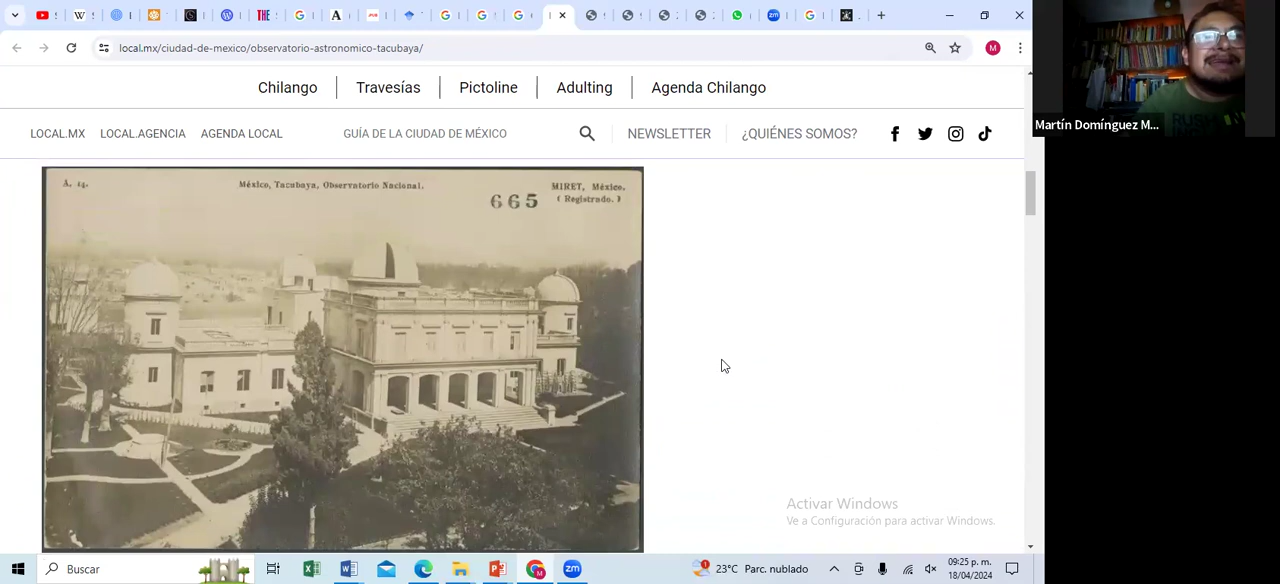 local.mx/ciudad-de-mexico/observatorio-astronomico-tacubaya/
M
Chilango
Travesías
Pictoline
Adulting
Agenda Chilango
LOCAL.MX
LOCAL.AGENCIA
AGENDA LOCAL
GUÍA DE LA CIUDAD DE MÉXICO
NEWSLETTER
¿QUIÉNES SOMOS?
A. 14.
México, Tacubaya, Observatorio Nacional.
665
MIRET, México.
( Registrado. )
Martín Domínguez M...
Activar Windows
Ve a Configuración para activar Windows.
Buscar
23°C Parc. nublado
09:25 p. m.
18/04/2024